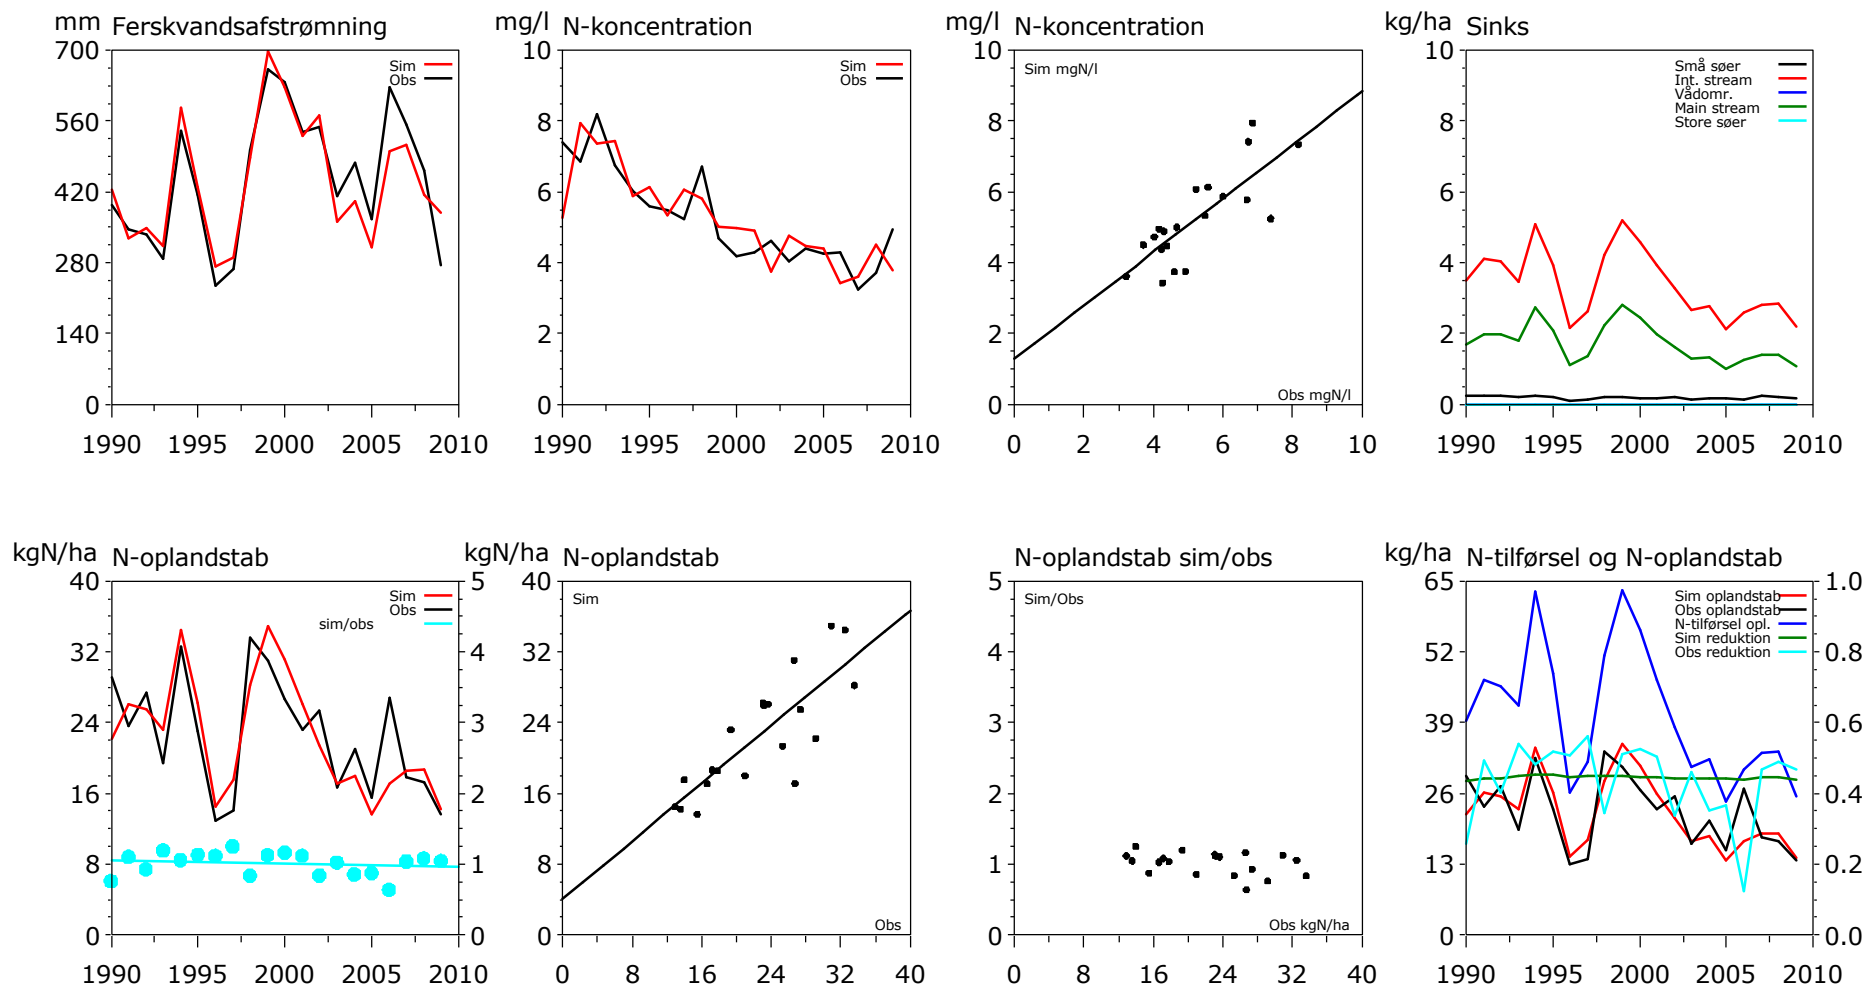 mm Ferskvandsafstrømning
700
560
420
280
140
0
1990 1995 2000 2005 2010
Sim
Obs
mg/l N-koncentration
10
8
6
4
2
0
1990 1995 2000 2005 2010
Sim
Obs
mg/l N-koncentration
10
8
6
4
2
0
0 2 4 6 8 10
Sim mgN/l
Obs mgN/l
kg/ha Sinks
10
8
6
4
2
0
1990 1995 2000 2005 2010
Små søer
Int. stream
Vådomr.
Main stream
Store søer
kgN/ha N-oplandstab
40
32
24
16
8
0
5
4
3
2
1
0
1990 1995 2000 2005 2010
Sim
Obs
sim/obs
kgN/ha N-oplandstab
40
32
24
16
8
0
0 8 16 24 32 40
Sim
Obs
N-oplandstab sim/obs
5
4
3
2
1
0
0 8 16 24 32 40
Sim/Obs
Obs kgN/ha
kg/ha N-tilførsel og N-oplandstab
65
52
39
26
13
0
1.0
0.8
0.6
0.4
0.2
0.0
1990 1995 2000 2005 2010
Sim oplandstab
Obs oplandstab
N-tilførsel opl.
Sim reduktion
Obs reduktion